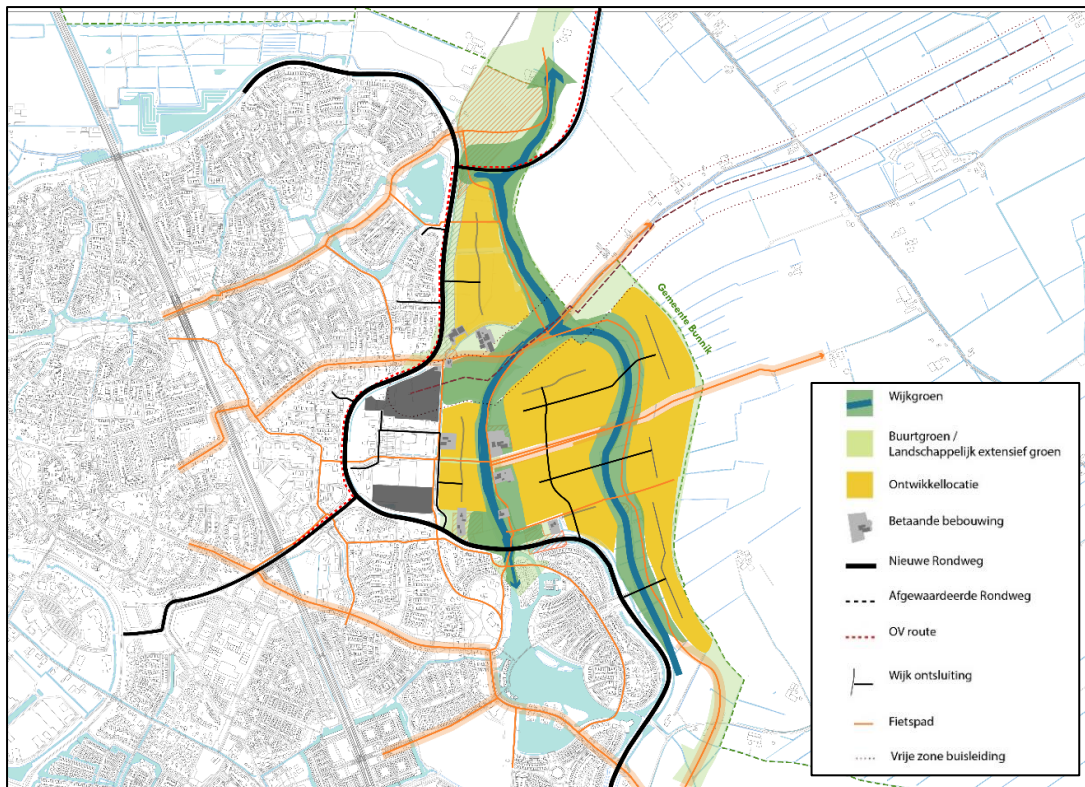 Gemeente Bunnik
Wijkgroen
Buurtgroen /
Landschappelijk extensief groen
Ontwikkellocatie
Betaande bebouwing
Nieuwe Rondweg
Afgewaardeerde Rondweg
OV route
Wijk ontsluiting
Fietspad
Vrije zone buisleiding